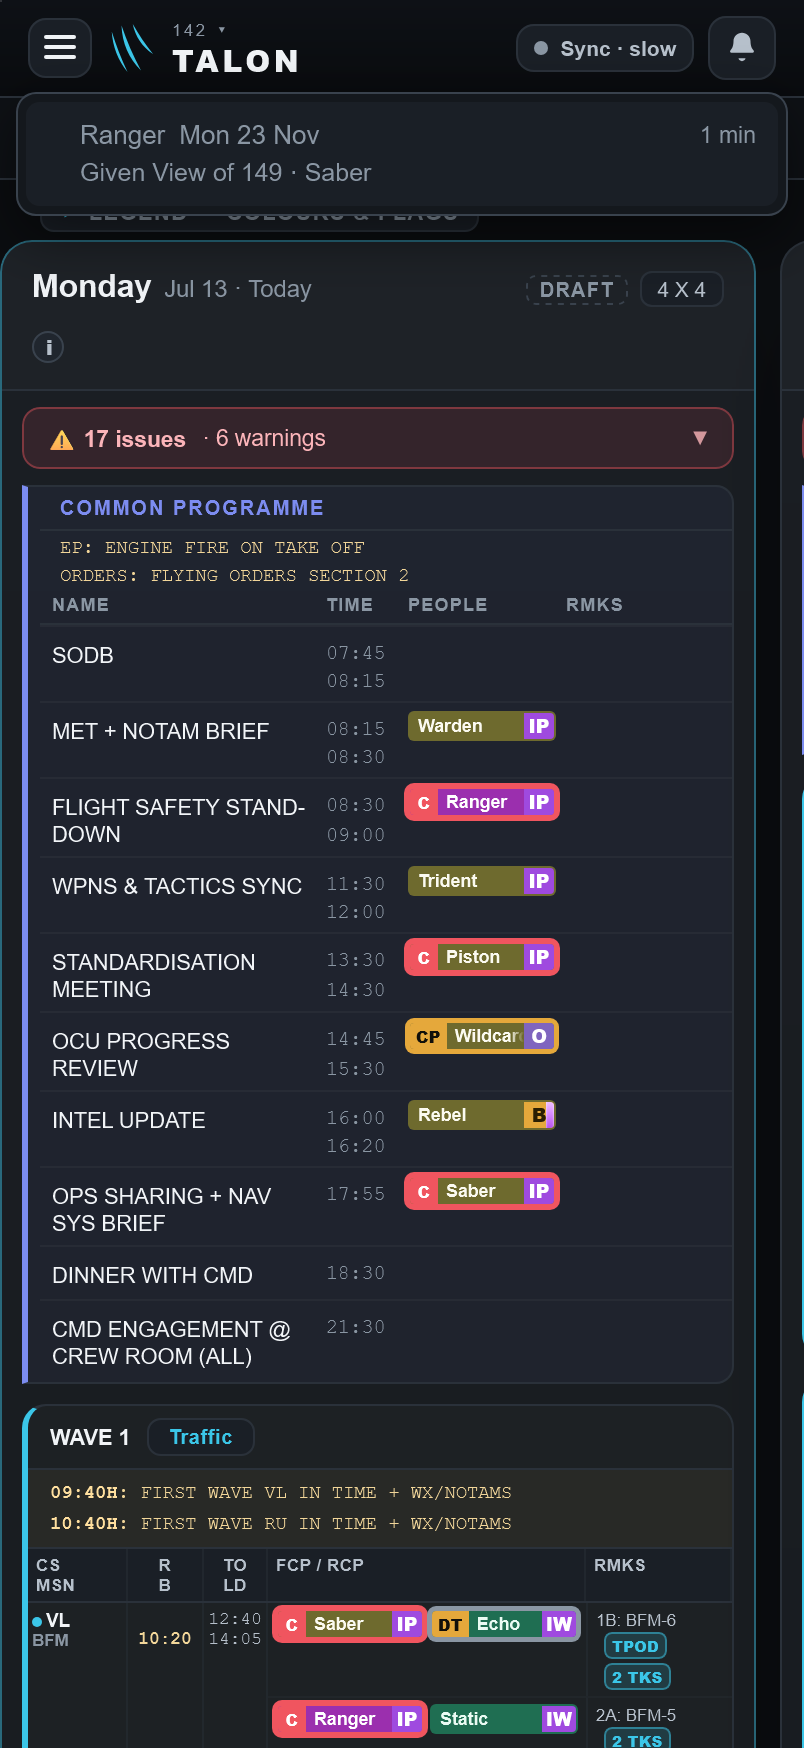 142 ▾
TALON
Sync · slow
Ranger Mon 23 Nov
1 min
Given View of 149 · Saber
LEGEND COLOURS & FLAGS
Monday Jul 13 · Today
DRAFT
4 X 4
i
17 issues · 6 warnings ▼
COMMON PROGRAMME
EP: ENGINE FIRE ON TAKE OFF
ORDERS: FLYING ORDERS SECTION 2
NAME TIME PEOPLE RMKS
SODB 07:45
08:15
MET + NOTAM BRIEF 08:15 Warden IP
08:30
FLIGHT SAFETY STAND- 08:30 C Ranger IP
DOWN 09:00
WPNS & TACTICS SYNC 11:30 Trident IP
12:00
STANDARDISATION 13:30 C Piston IP
MEETING 14:30
OCU PROGRESS 14:45 CP Wildcar O
REVIEW 15:30
INTEL UPDATE 16:00 Rebel B
16:20
OPS SHARING + NAV 17:55 C Saber IP
SYS BRIEF
DINNER WITH CMD 18:30
CMD ENGAGEMENT @ 21:30
CREW ROOM (ALL)
WAVE 1 Traffic
09:40H: FIRST WAVE VL IN TIME + WX/NOTAMS
10:40H: FIRST WAVE RU IN TIME + WX/NOTAMS
CS R TO FCP / RCP RMKS
MSN B LD
VL 12:40 C Saber IP DT Echo IW 1B: BFM-6
BFM 10:20 14:05 TPOD
2 TKS
C Ranger IP Static IW 2A: BFM-5
2 TKS